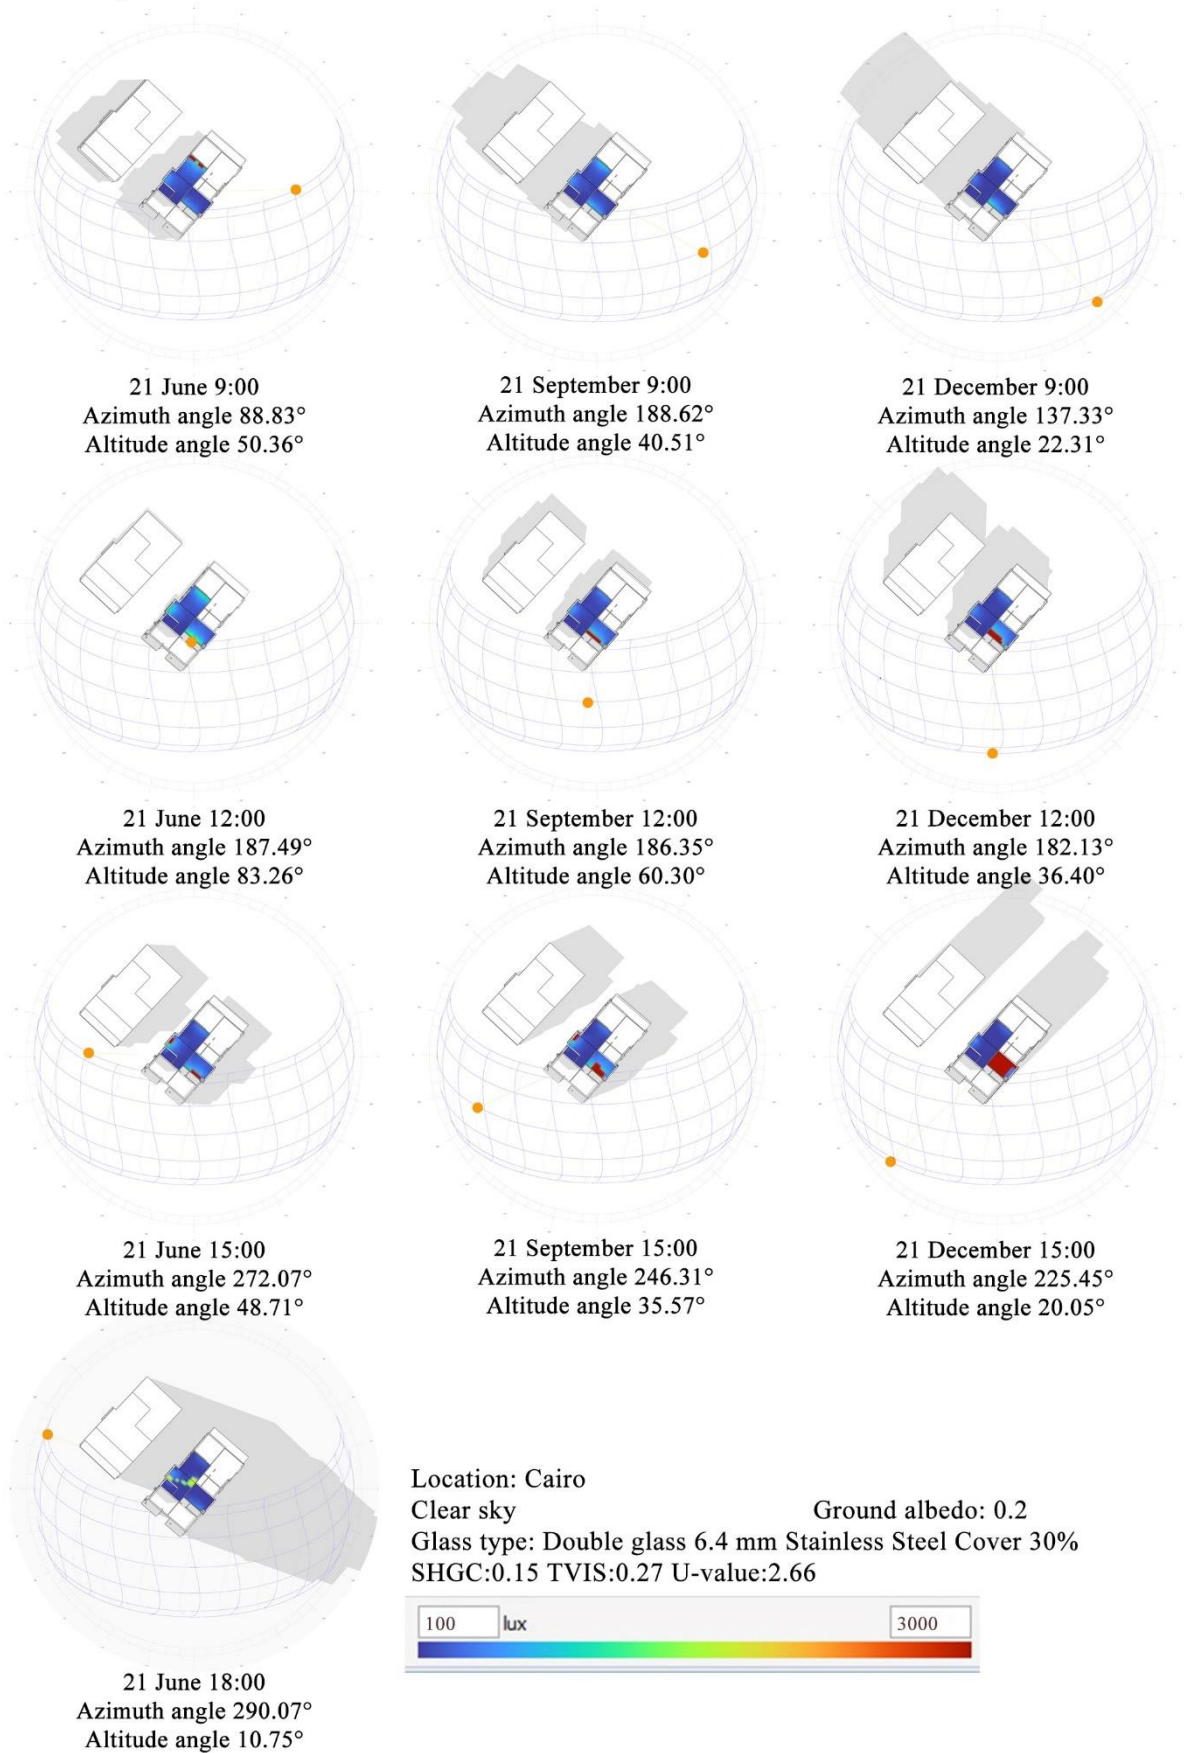 21 June 9:00
Azimuth angle 88.83°
Altitude angle 50.36°
21 September 9:00
Azimuth angle 188.62°
Altitude angle 40.51°
21 December 9:00
Azimuth angle 137.33°
Altitude angle 22.31°
21 June 12:00
Azimuth angle 187.49°
Altitude angle 83.26°
21 September 12:00
Azimuth angle 186.35°
Altitude angle 60.30°
21 December 12:00
Azimuth angle 182.13°
Altitude angle 36.40°
21 June 15:00
Azimuth angle 272.07°
Altitude angle 48.71°
21 September 15:00
Azimuth angle 246.31°
Altitude angle 35.57°
21 December 15:00
Azimuth angle 225.45°
Altitude angle 20.05°
21 June 18:00
Azimuth angle 290.07°
Altitude angle 10.75°
Location: Cairo
Clear sky Ground albedo: 0.2
Glass type: Double glass 6.4 mm Stainless Steel Cover 30%
SHGC:0.15 TVIS:0.27 U-value:2.66
100 lux 3000